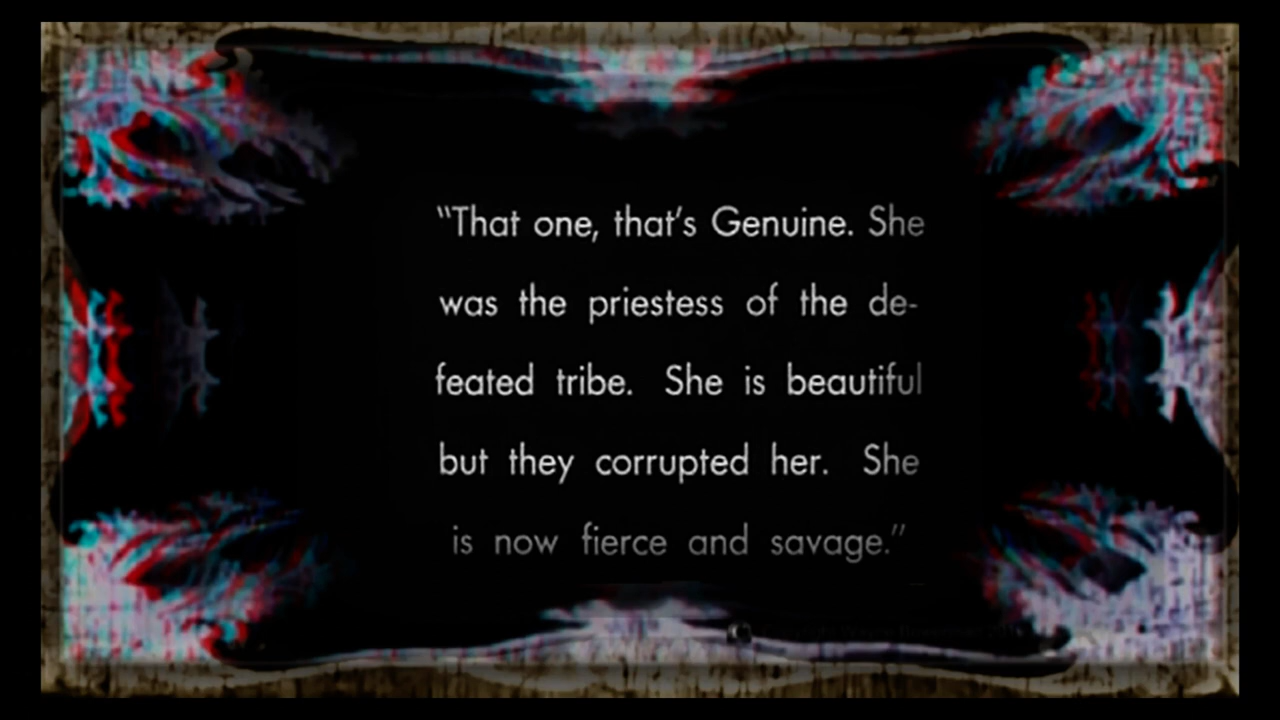 “That one, that’s Genuine. She
was the priestess of the de-
feated tribe. She is beautiful
but they corrupted her. She
is now fierce and savage.”